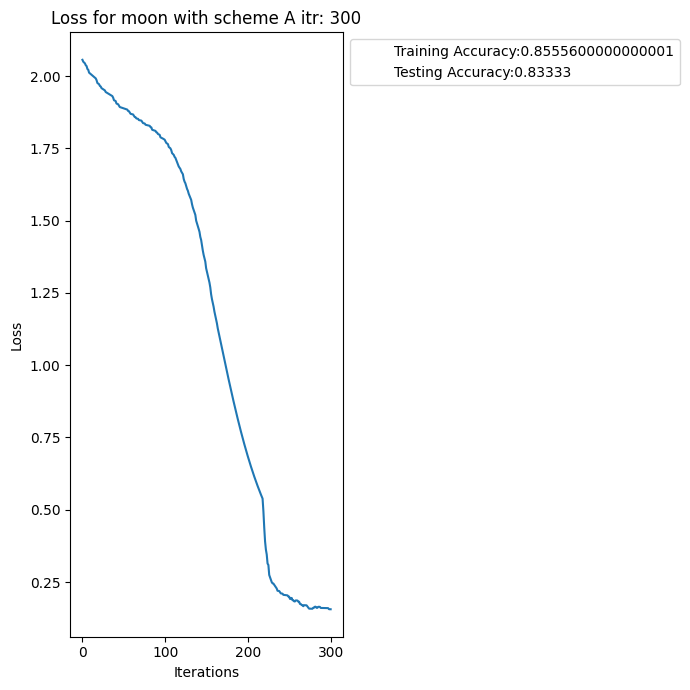 Loss for moon with scheme A itr: 300
Training Accuracy:0.8555600000000001
Testing Accuracy:0.83333
2.00
1.75
1.50
1.25
1.00
0.75
0.50
0.25
Loss
0 100 200 300
Iterations